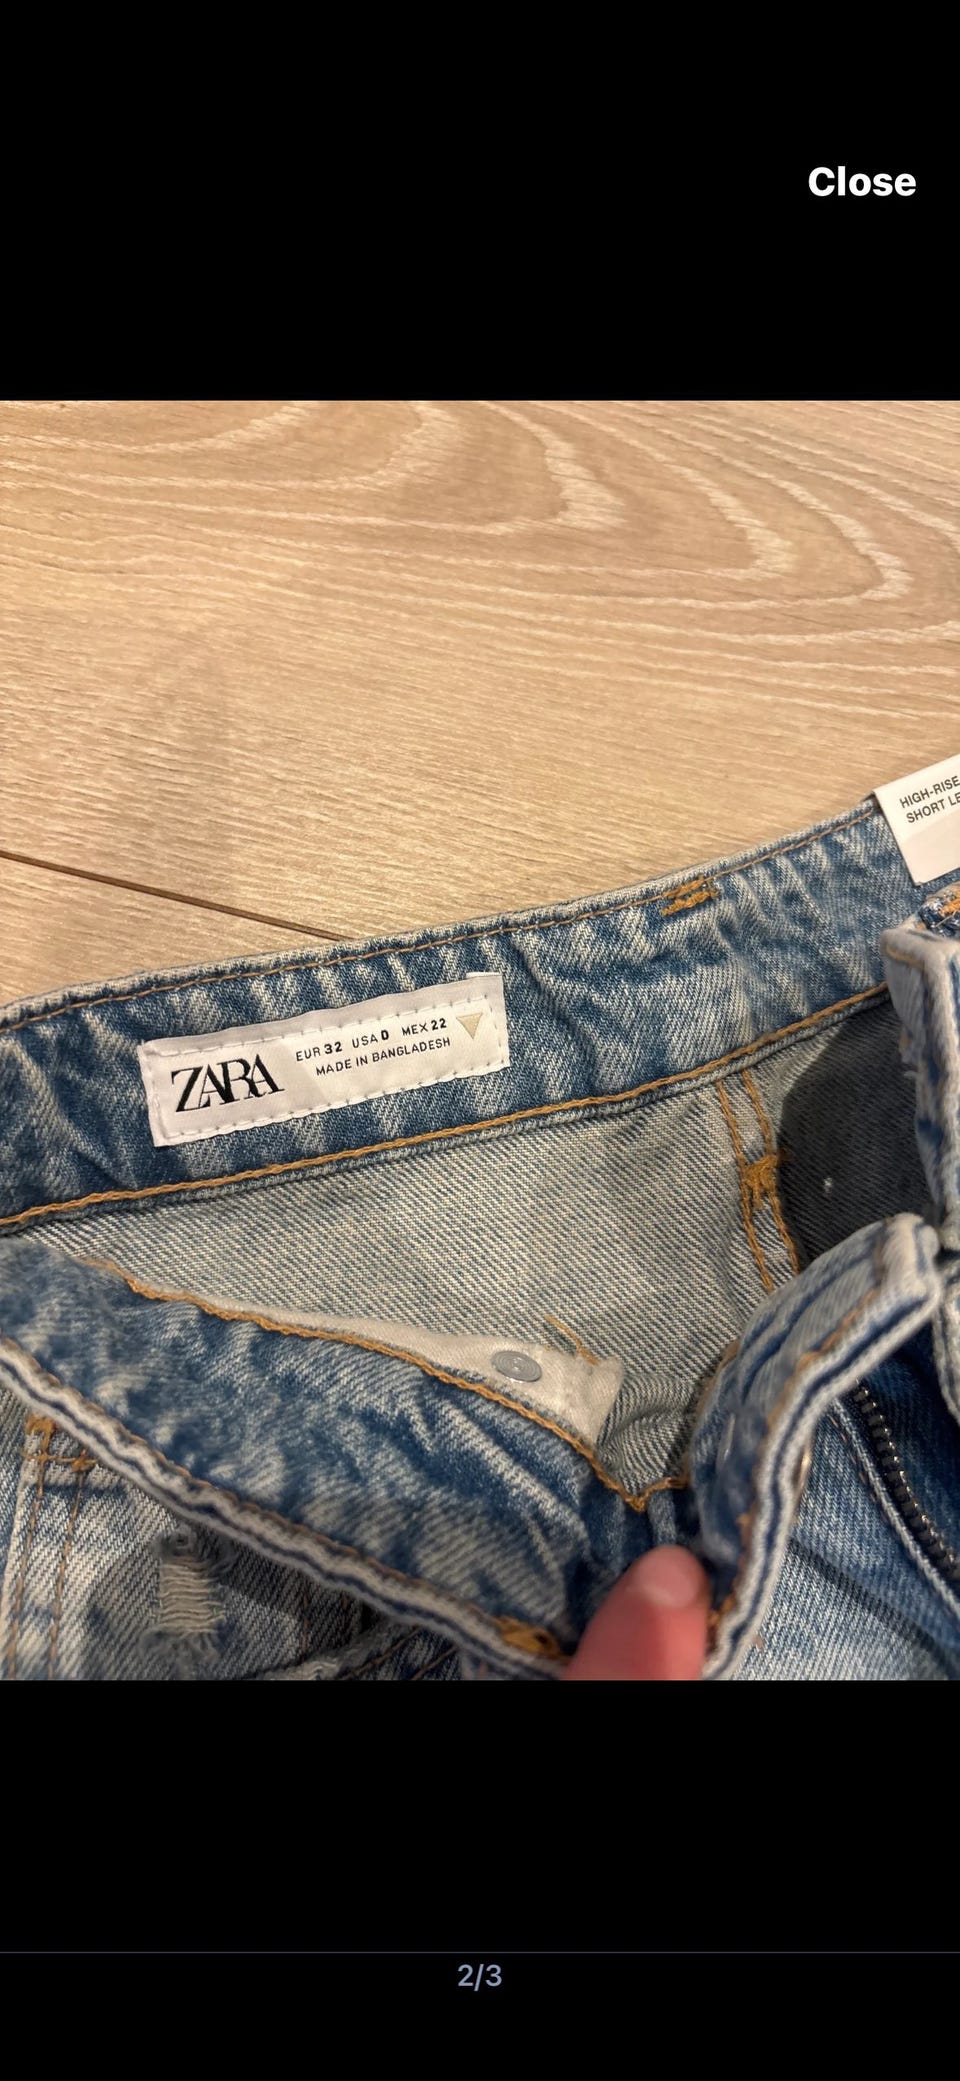 Close
HIGH-RISE
SHORT LE
ZARA
EUR 32 USA 0 MEX 22
MADE IN BANGLADESH
2/3